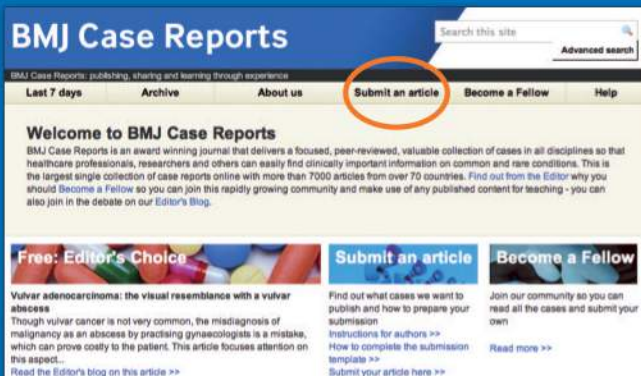 BMJ Case Reports
Search this site
Advanced search
BMJ Case Reports: publishing, sharing and learning through experience
Last 7 days Archive About us Submit an article Become a Fellow Help
Welcome to BMJ Case Reports
BMJ Case Reports is an award winning journal that delivers a focused, peer-reviewed, valuable collection of cases in all disciplines so that
healthcare professionals, researchers and others can easily find clinically important information on common and rare conditions. This is
the largest single collection of case reports online with more than 7000 articles from over 70 countries. Find out from the Editor why you
should Become a Fellow so you can join this rapidly growing community and make use of any published content for teaching - you can
also join in the debate on our Editor's Blog.
Free: Editor's Choice
Vulvar adenocarcinoma: the visual resemblance with a vulvar
abscess
Though vulvar cancer is not very common, the misdiagnosis of
malignancy as an abscess by practising gynaecologists is a mistake,
which can prove costly to the patient. This article focuses attention on
this aspect...
Read the Editor's blog on this article >>
Submit an article
Find out what cases we want to
publish and how to prepare your
submission
Instructions for authors >>
How to complete the submission
template >>
Submit your article here >>
Become a Fellow
Join our community so you can
read all the cases and submit your
own
Read more >>